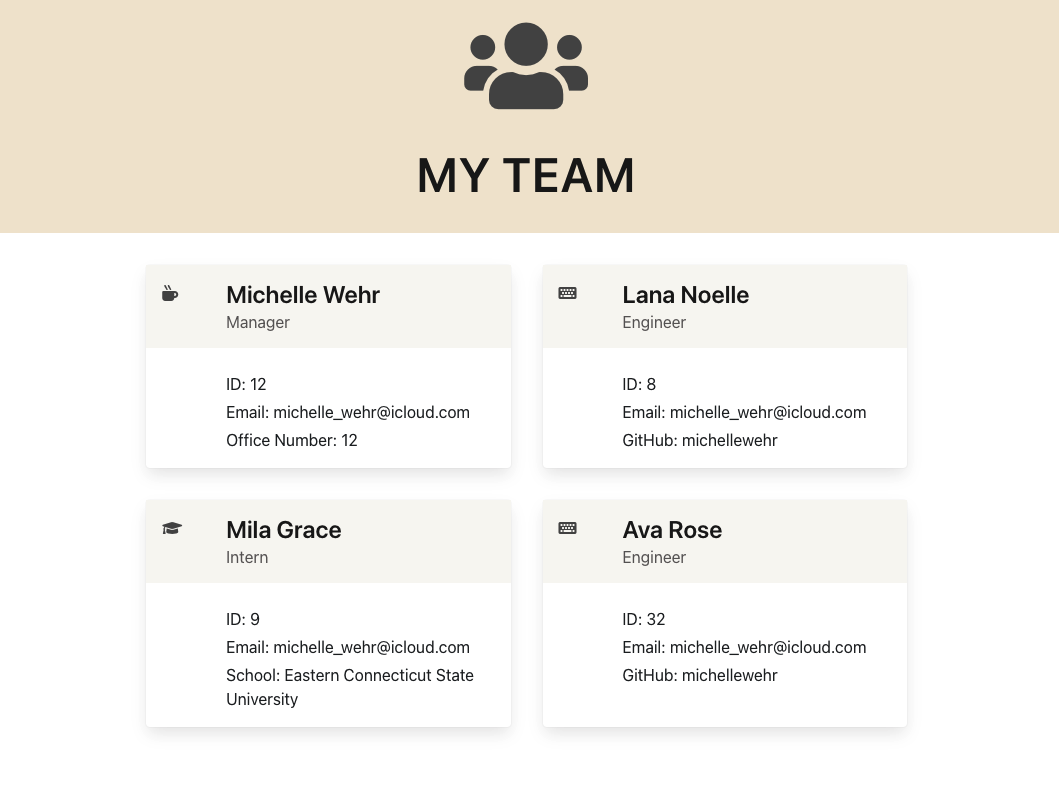 MY TEAM
Michelle Wehr
Manager
ID: 12
Email: michelle_wehr@icloud.com
Office Number: 12
Lana Noelle
Engineer
ID: 8
Email: michelle_wehr@icloud.com
GitHub: michellewehr
Mila Grace
Intern
ID: 9
Email: michelle_wehr@icloud.com
School: Eastern Connecticut State
University
Ava Rose
Engineer
ID: 32
Email: michelle_wehr@icloud.com
GitHub: michellewehr